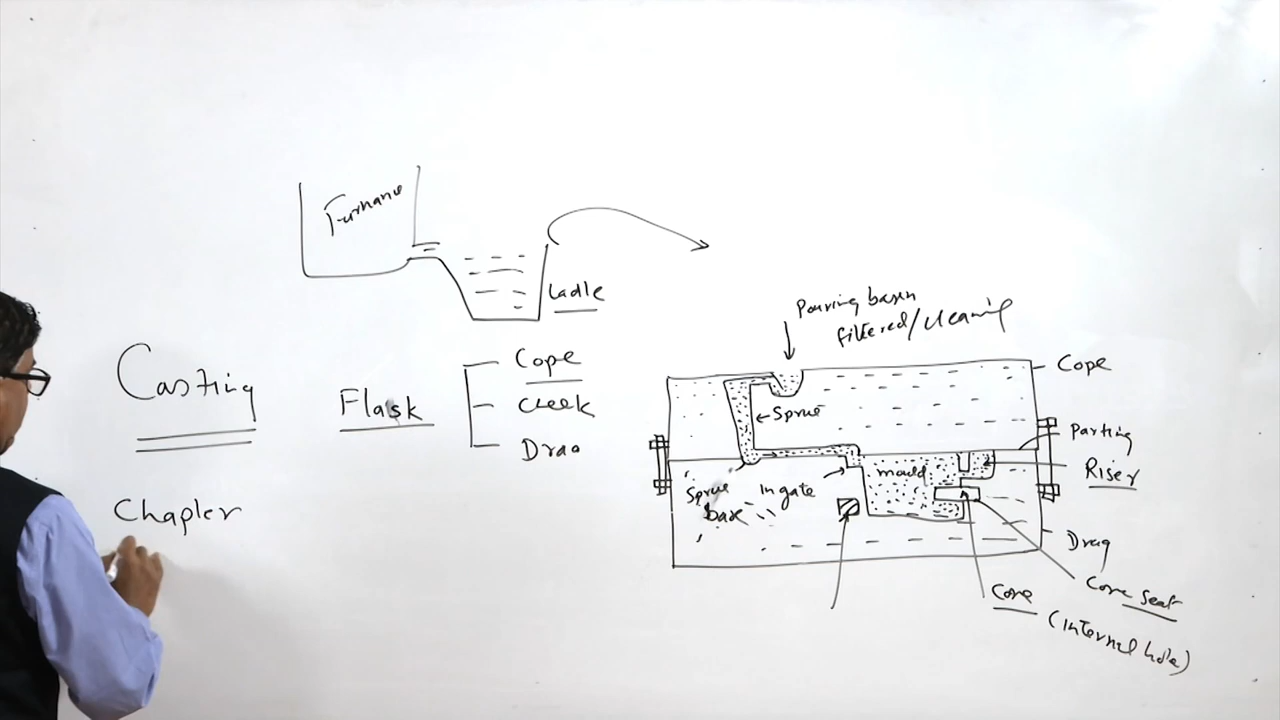 Furnance
Ladle
Pouring basin
filtered/cleaning
Casting
Flask
Cope
Cheek
Drag
Cope
Sprue
Parting
mould
Riser
Sprue
base
Ingate
Chapler
Drag
Core seat
Core
(internal hole)